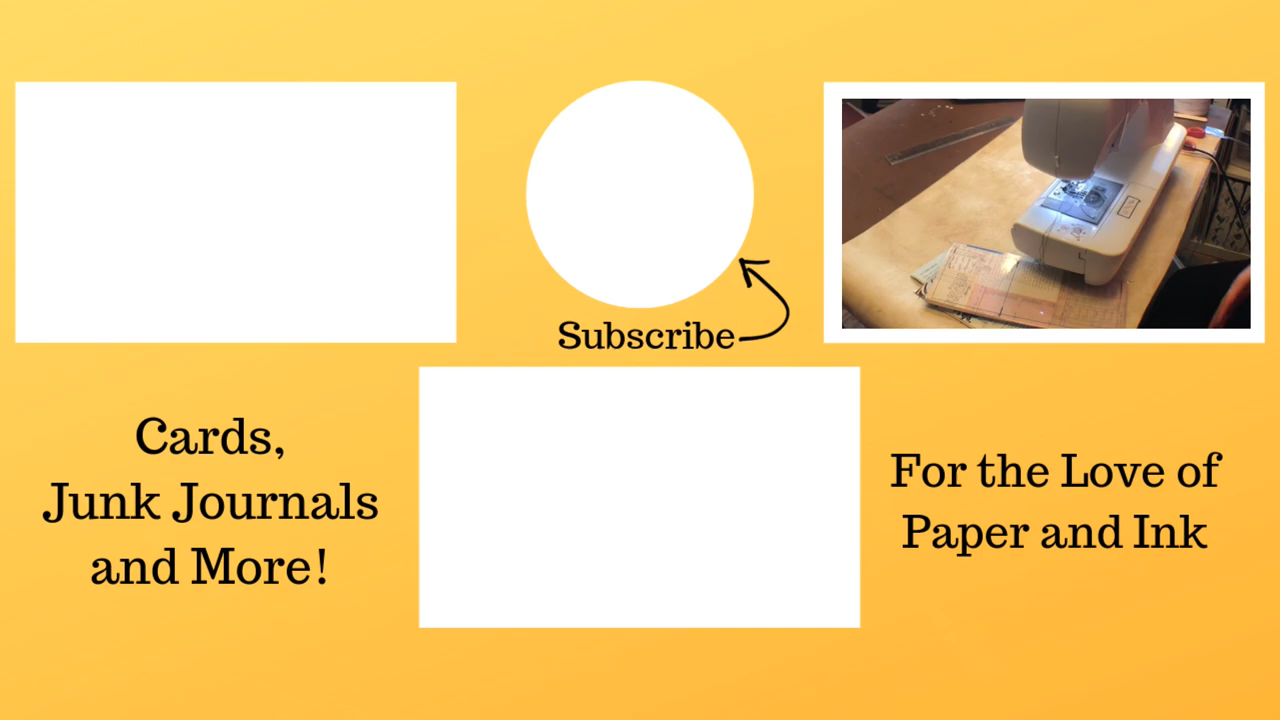 Subscribe
Cards,
Junk Journals
and More!
For the Love of
Paper and Ink